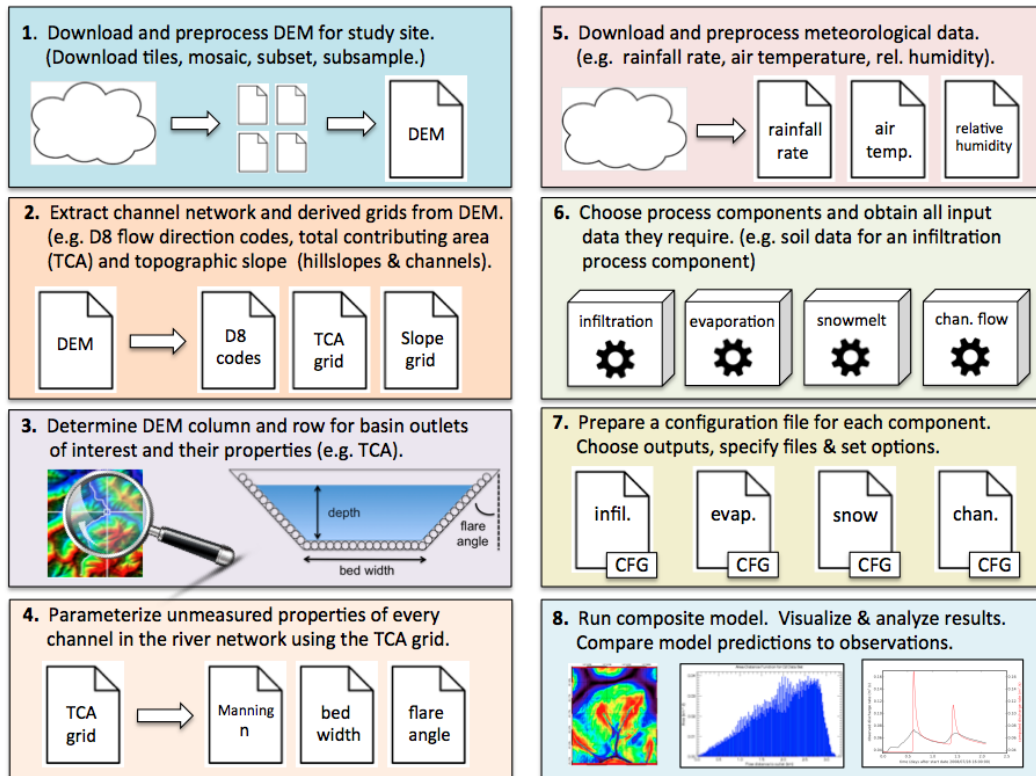 1. Download and preprocess DEM for study site.
(Download tiles, mosaic, subset, subsample.)
DEM
2. Extract channel network and derived grids from DEM.
(e.g. D8 flow direction codes, total contributing area
(TCA) and topographic slope (hillslopes & channels).
DEM
D8
codes
TCA
grid
Slope
grid
3. Determine DEM column and row for basin outlets
of interest and their properties (e.g. TCA).
depth
flare
angle
bed width
4. Parameterize unmeasured properties of every
channel in the river network using the TCA grid.
TCA
grid
Manning
n
bed
width
flare
angle
5. Download and preprocess meteorological data.
(e.g. rainfall rate, air temperature, rel. humidity).
rainfall
rate
air
temp.
relative
humidity
6. Choose process components and obtain all input
data they require. (e.g. soil data for an infiltration
process component)
infiltration
evaporation
snowmelt
chan. flow
7. Prepare a configuration file for each component.
Choose outputs, specify files & set options.
infil.
CFG
evap.
CFG
snow
CFG
chan.
CFG
8. Run composite model. Visualize & analyze results.
Compare model predictions to observations.